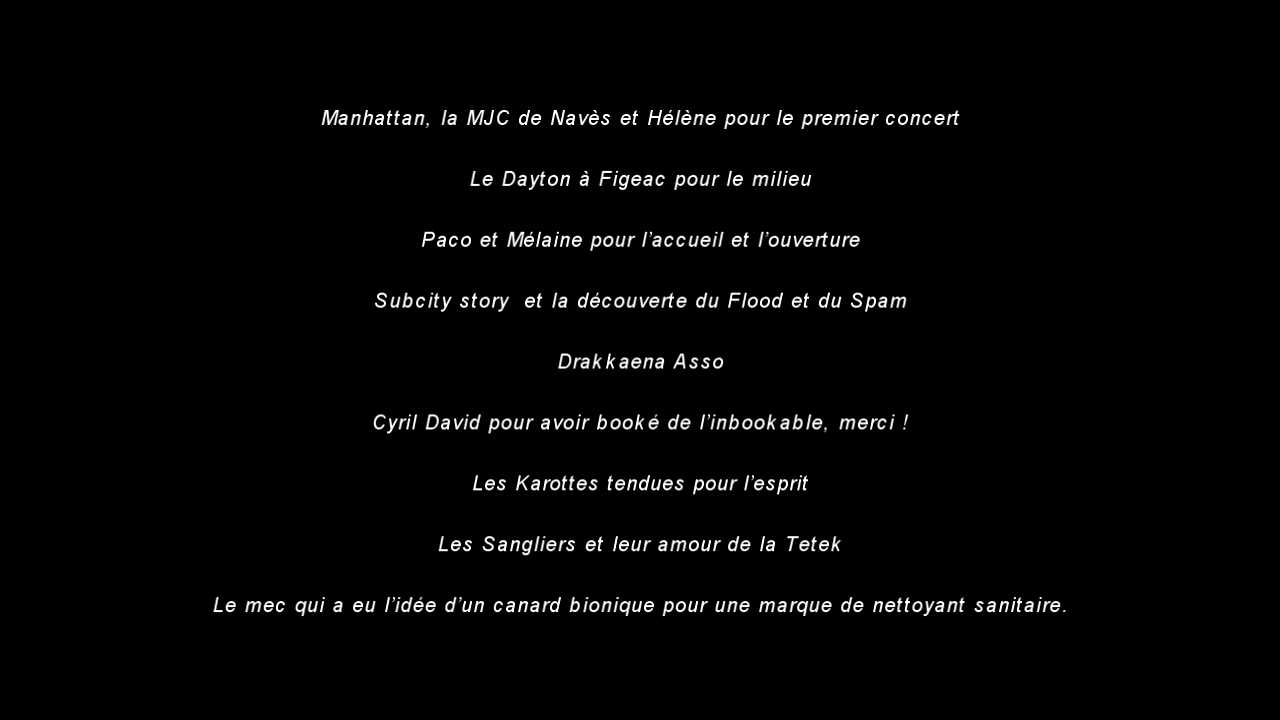 Manhattan, la MJC de Navès et Hélène pour le premier concert
Le Dayton à Figeac pour le milieu
Paco et Mélaine pour l’accueil et l’ouverture
Subcity story  et la découverte du Flood et du Spam
Drakkaena Asso
Cyril David pour avoir booké de l’inbookable, merci !
Les Karottes tendues pour l’esprit
Les Sangliers et leur amour de la Tetek
Le mec qui a eu l’idée d’un canard bionique pour une marque de nettoyant sanitaire.